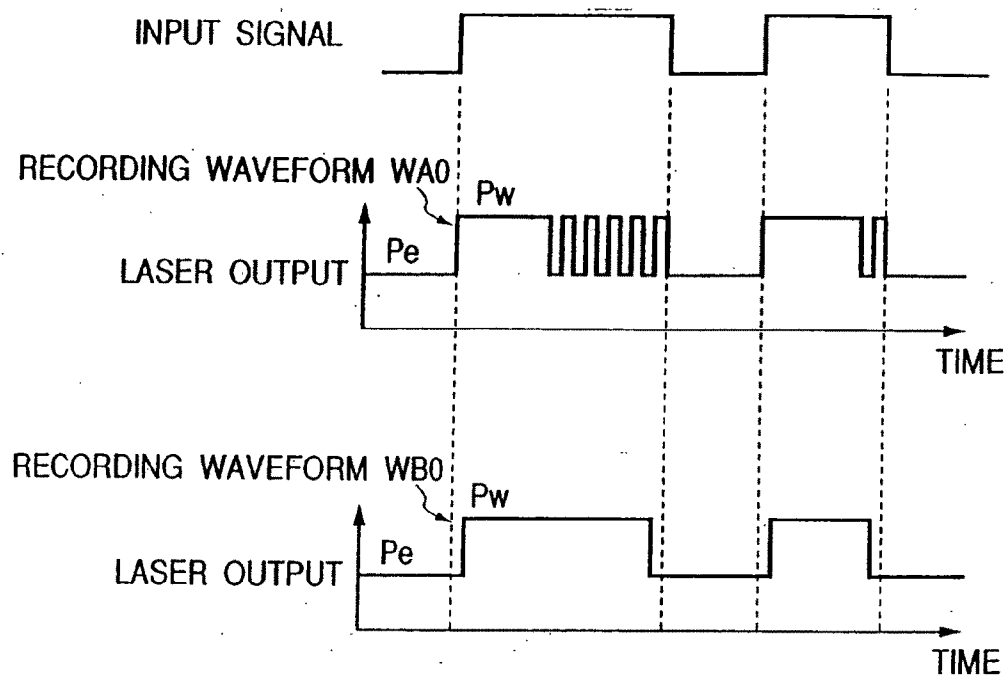 INPUT SIGNAL
RECORDING WAVEFORM WA0
Pw
Pe
LASER OUTPUT
TIME
RECORDING WAVEFORM WB0
Pw
Pe
LASER OUTPUT
TIME